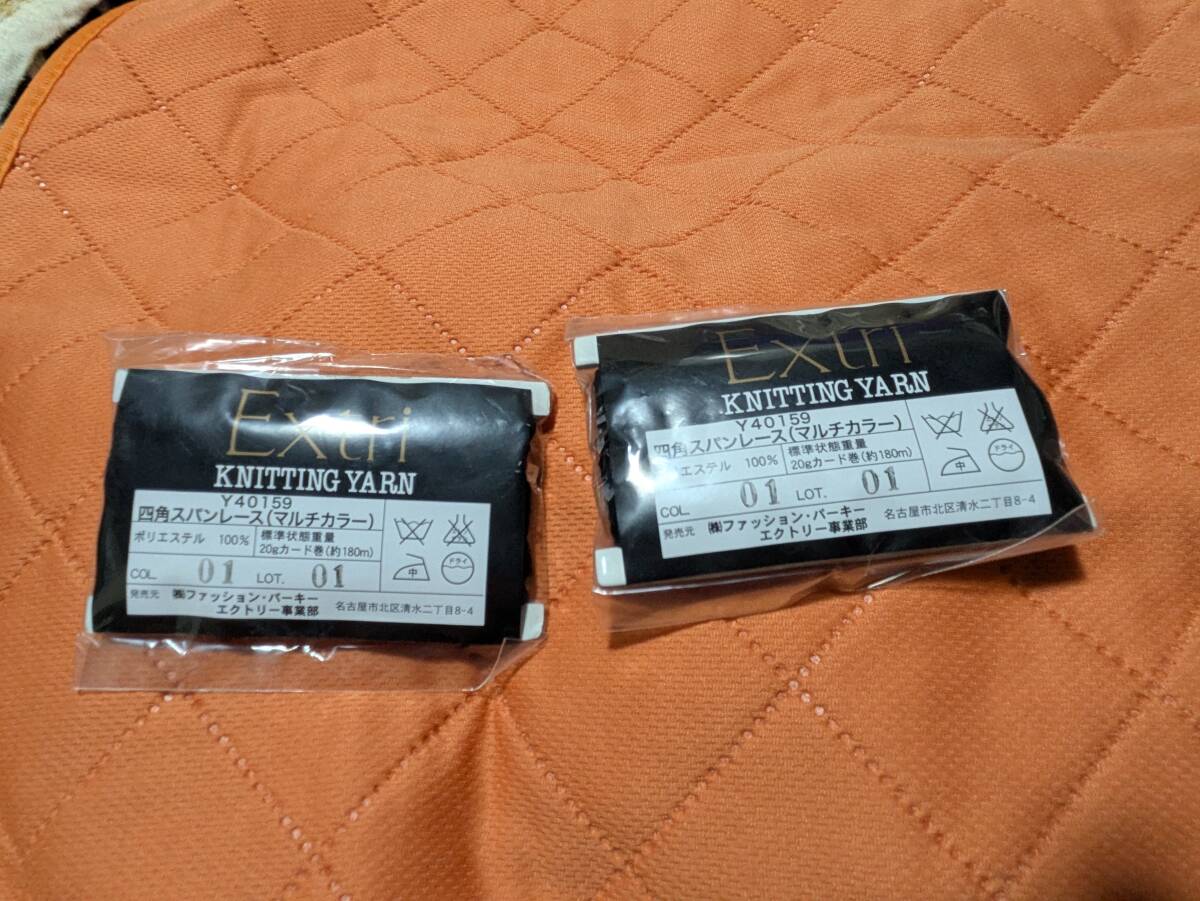 Extri
KNITTING YARN
Y40159
四角スパンレース(マルチカラー)
ポリエステル 100%
標準状態重量
20gカード巻(約180m)
COL. 01 LOT. 01
中
ドライ
発売元 ㈱ファッション・パーキー
エクトリー事業部
名古屋市北区清水二丁目8-4
Extri
KNITTING YARN
Y40159
四角スパンレース(マルチカラー)
エステル 100%
標準状態重量
20gカード巻(約180m)
COL. 01 LOT. 01
中
ドライ
発売元 ㈱ファッション・パーキー
エクトリー事業部
名古屋市北区清水二丁目8-4